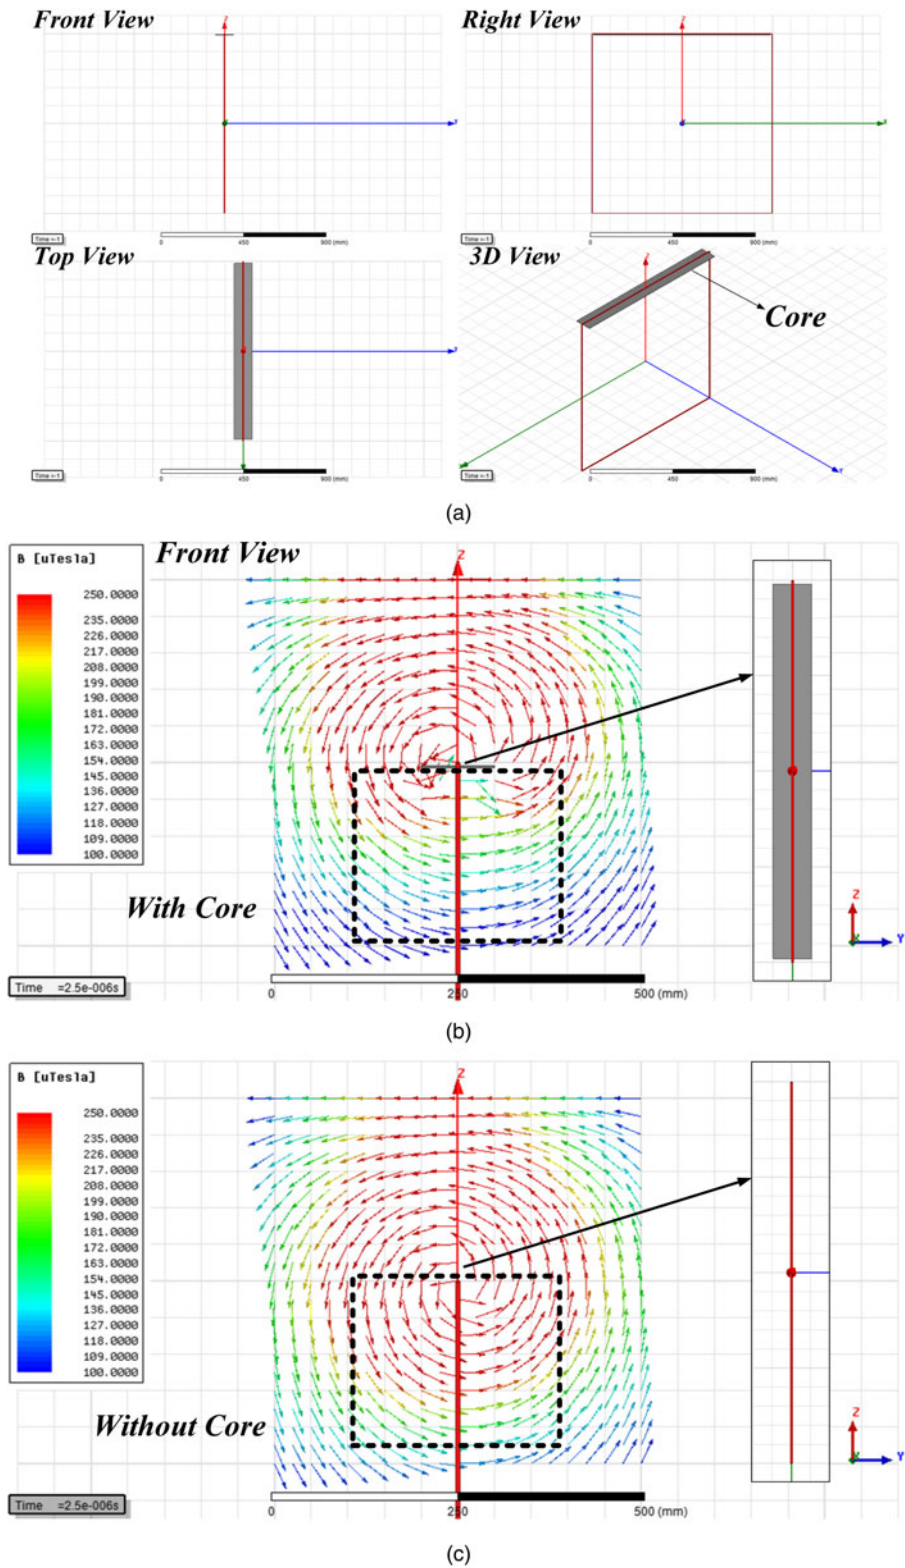 Front View
Z
Y
Time =-1
0 450 900 (mm)
Right View
Time =-1
0 450 900 (mm)
Top View
Time =-1
0 450 900 (mm)
3D View
Core
Time =-1
0 450 900 (mm)
(a)
Front View
B [uTesla]
250.0000
235.0000
226.0000
217.0000
208.0000
199.0000
190.0000
181.0000
172.0000
163.0000
154.0000
145.0000
136.0000
127.0000
118.0000
109.0000
100.0000
Z
With Core
Z
Y
Time =2.5e-006s
0 250 500 (mm)
(b)
B [uTesla]
250.0000
235.0000
226.0000
217.0000
208.0000
199.0000
190.0000
181.0000
172.0000
163.0000
154.0000
145.0000
136.0000
127.0000
118.0000
109.0000
100.0000
Z
Without Core
Z
Y
Time =2.5e-006s
0 250 500 (mm)
(c)